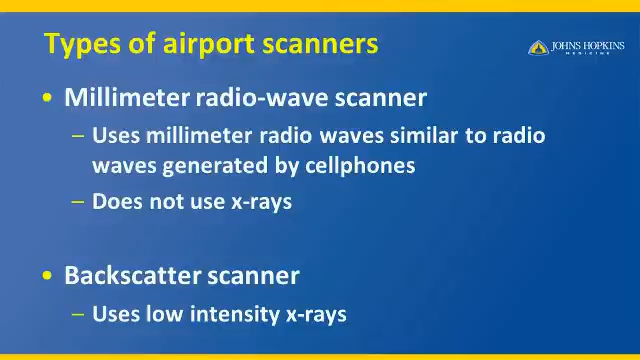 Types of airport scanners
JOHNS HOPKINS
MEDICINE
• Millimeter radio-wave scanner
– Uses millimeter radio waves similar to radio
waves generated by cellphones
– Does not use x-rays
• Backscatter scanner
– Uses low intensity x-rays